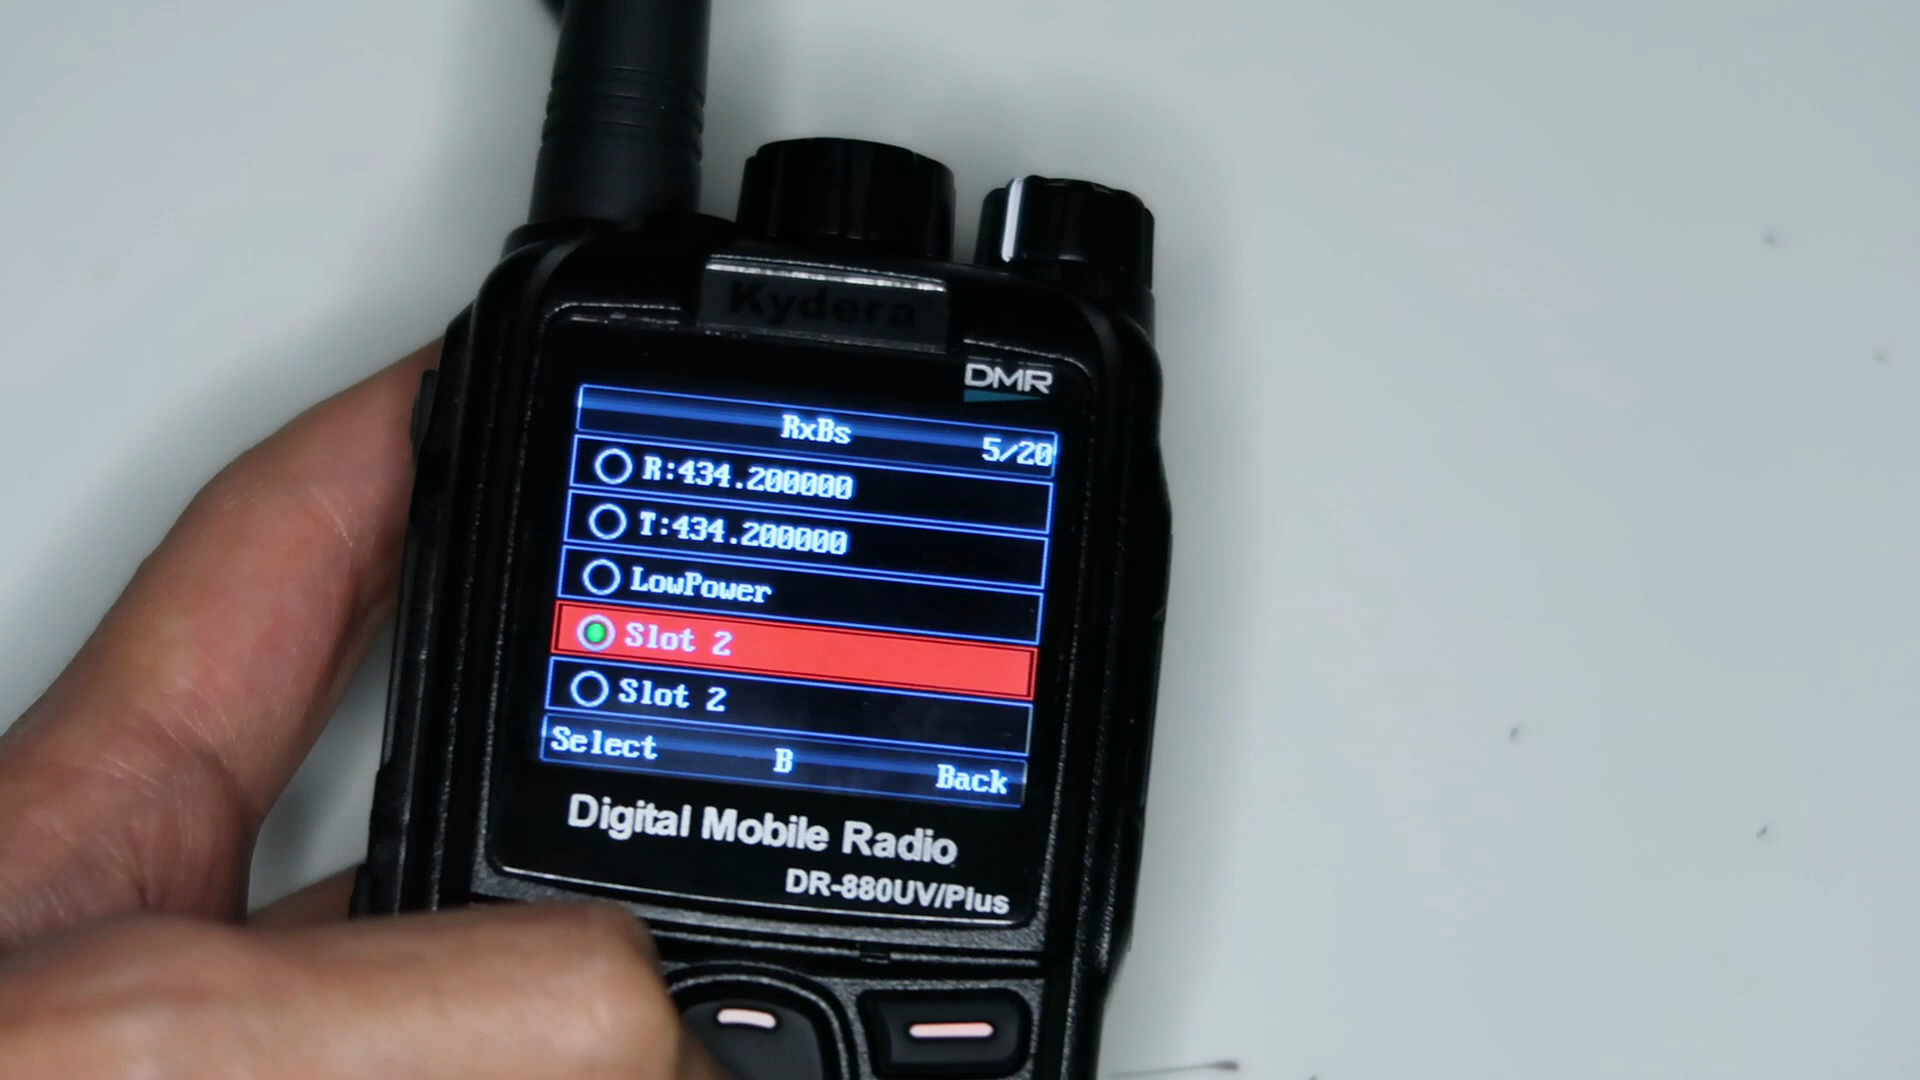 Kydera
DMR
RxBs
5/20
R:434.200000
T:434.200000
LowPower
Slot 2
Slot 2
Select B Back
Digital Mobile Radio
DR-880UV/Plus